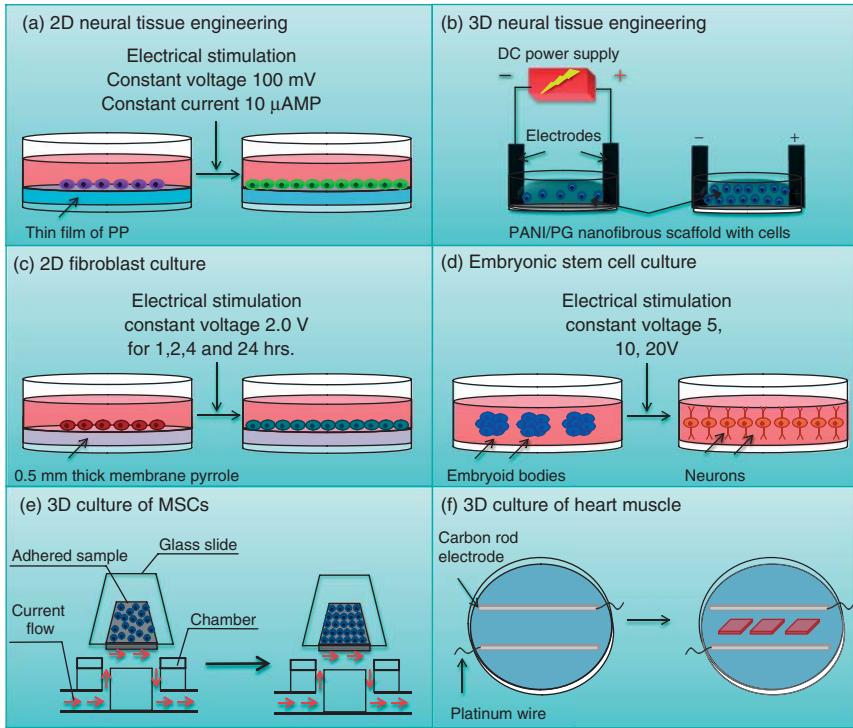 (a) 2D neural tissue engineering
Electrical stimulation
Constant voltage 100 mV
Constant current 10 μAMP
Thin film of PP
(b) 3D neural tissue engineering
DC power supply
− +
Electrodes
− +
PANI/PG nanofibrous scaffold with cells
(c) 2D fibroblast culture
Electrical stimulation
constant voltage 2.0 V
for 1,2,4 and 24 hrs.
0.5 mm thick membrane pyrrole
(d) Embryonic stem cell culture
Electrical stimulation
constant voltage 5,
10, 20V
Embryoid bodies
Neurons
(e) 3D culture of MSCs
Glass slide
Adhered sample
Current
flow
Chamber
(f) 3D culture of heart muscle
Carbon rod
electrode
Platinum wire